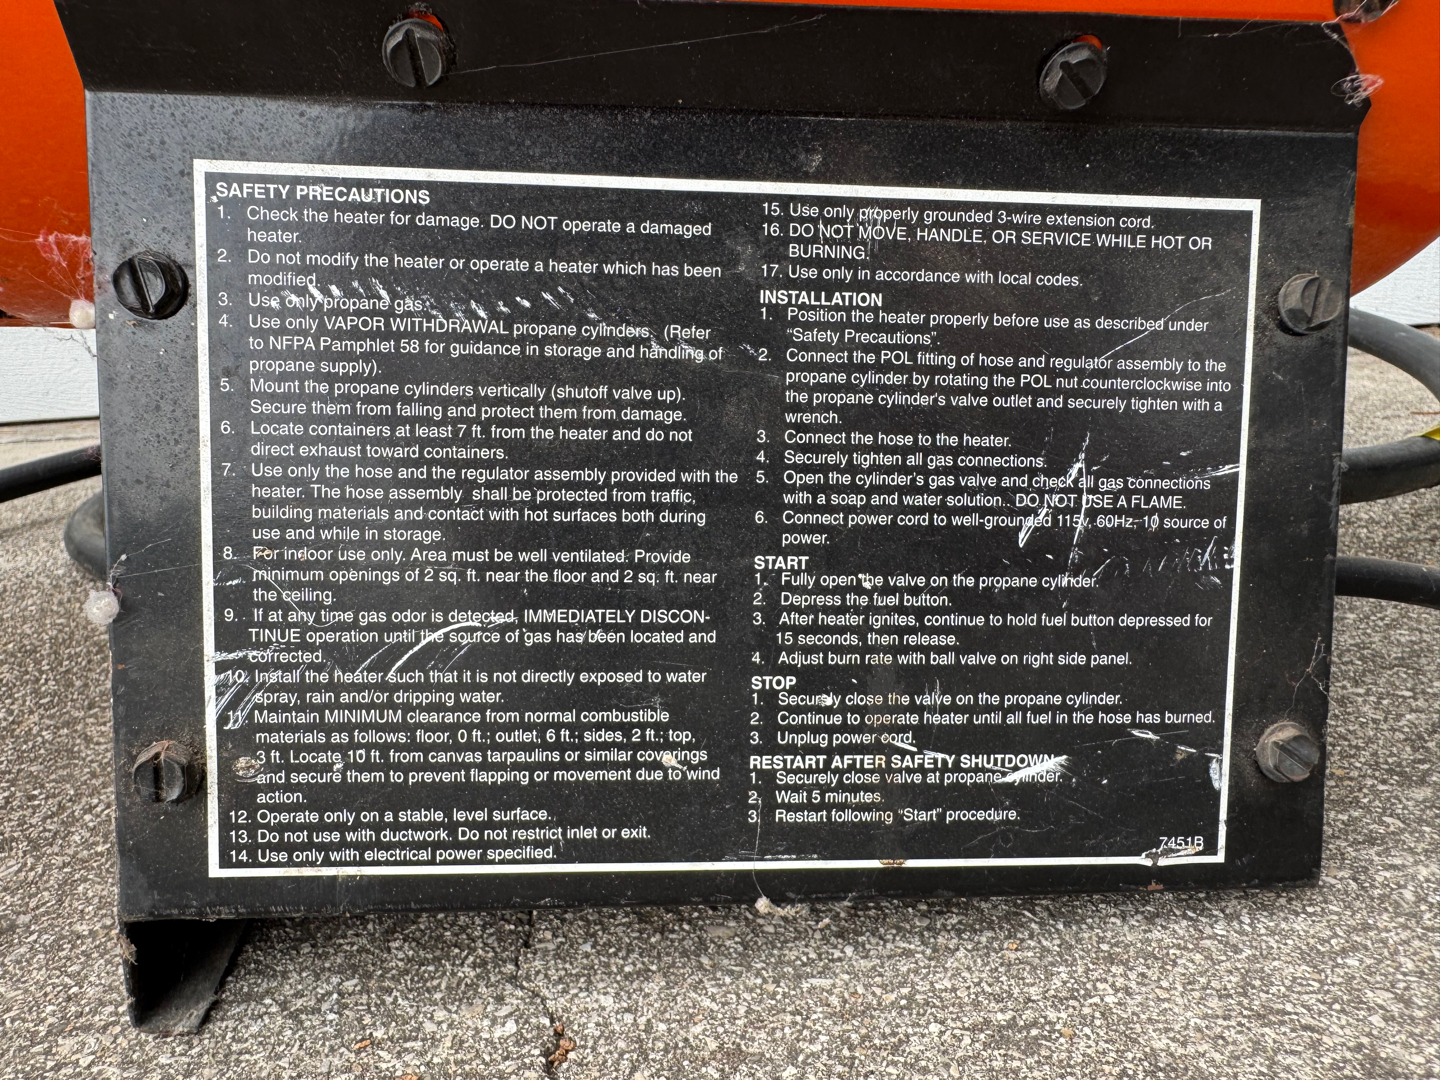 SAFETY PRECAUTIONS
1. Check the heater for damage. DO NOT operate a damaged
heater.
2. Do not modify the heater or operate a heater which has been
modified.
3. Use only propane gas.
4. Use only VAPOR WITHDRAWAL propane cylinders. (Refer
to NFPA Pamphlet 58 for guidance in storage and handling of
propane supply).
5. Mount the propane cylinders vertically (shutoff valve up).
Secure them from falling and protect them from damage.
6. Locate containers at least 7 ft. from the heater and do not
direct exhaust toward containers.
7. Use only the hose and the regulator assembly provided with the
heater. The hose assembly shall be protected from traffic,
building materials and contact with hot surfaces both during
use and while in storage.
8. For indoor use only. Area must be well ventilated. Provide
minimum openings of 2 sq. ft. near the floor and 2 sq. ft. near
the ceiling.
9. If at any time gas odor is detected, IMMEDIATELY DISCON-
TINUE operation until the source of gas has been located and
corrected.
10. Install the heater such that it is not directly exposed to water
spray, rain and/or dripping water.
11. Maintain MINIMUM clearance from normal combustible
materials as follows: floor, 0 ft.; outlet, 6 ft.; sides, 2 ft.; top,
3 ft. Locate 10 ft. from canvas tarpaulins or similar coverings
and secure them to prevent flapping or movement due to wind
action.
12. Operate only on a stable, level surface.
13. Do not use with ductwork. Do not restrict inlet or exit.
14. Use only with electrical power specified.
15. Use only properly grounded 3-wire extension cord.
16. DO NOT MOVE, HANDLE, OR SERVICE WHILE HOT OR
BURNING.
17. Use only in accordance with local codes.
INSTALLATION
1. Position the heater properly before use as described under
“Safety Precautions”.
2. Connect the POL fitting of hose and regulator assembly to the
propane cylinder by rotating the POL nut counterclockwise into
the propane cylinder's valve outlet and securely tighten with a
wrench.
3. Connect the hose to the heater.
4. Securely tighten all gas connections.
5. Open the cylinder's gas valve and check all gas connections
with a soap and water solution. DO NOT USE A FLAME.
6. Connect power cord to well-grounded 115v, 60Hz, 1Ø source of
power.
START
1. Fully open the valve on the propane cylinder.
2. Depress the fuel button.
3. After heater ignites, continue to hold fuel button depressed for
15 seconds, then release.
4. Adjust burn rate with ball valve on right side panel.
STOP
1. Securely close the valve on the propane cylinder.
2. Continue to operate heater until all fuel in the hose has burned.
3. Unplug power cord.
RESTART AFTER SAFETY SHUTDOWN
1. Securely close valve at propane cylinder.
2. Wait 5 minutes.
3. Restart following “Start” procedure.
7451B